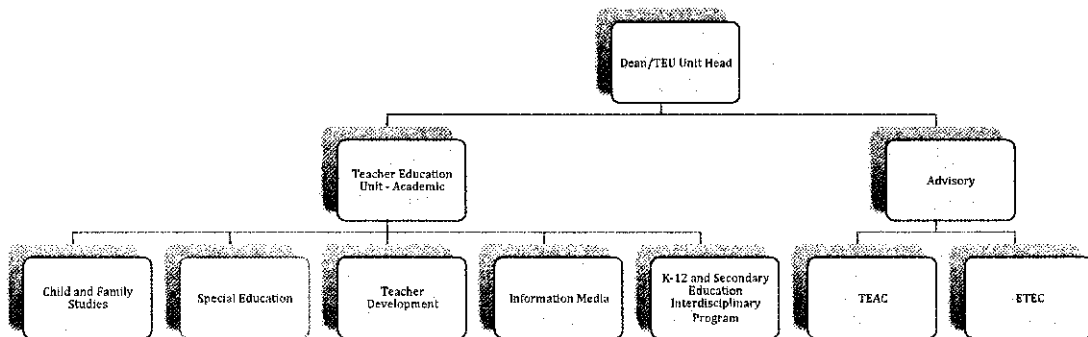 Dean/TEU Unit Head
Teacher Education
Unit - Academic
Advisory
Child and Family
Studies
Special Education
Teacher
Development
Information Media
K-12 and Secondary
Education
Interdisciplinary
Program
TEAC
ETEC